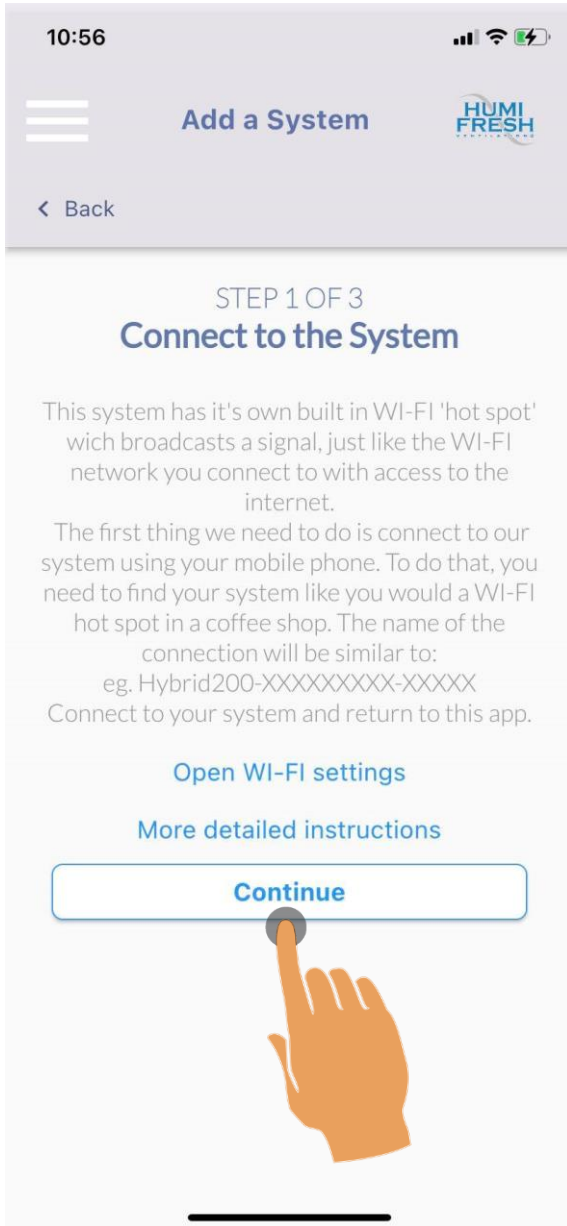 10:56
Add a System
HUMI
FRESH
VENTILATIONS
< Back
STEP 1 OF 3
Connect to the System
This system has it's own built in WI-FI 'hot spot'
wich broadcasts a signal, just like the WI-FI
network you connect to with access to the
internet.
The first thing we need to do is connect to our
system using your mobile phone. To do that, you
need to find your system like you would a WI-FI
hot spot in a coffee shop. The name of the
connection will be similar to:
eg. Hybrid200-XXXXXXXXX-XXXXX
Connect to your system and return to this app.
Open WI-FI settings
More detailed instructions
Continue